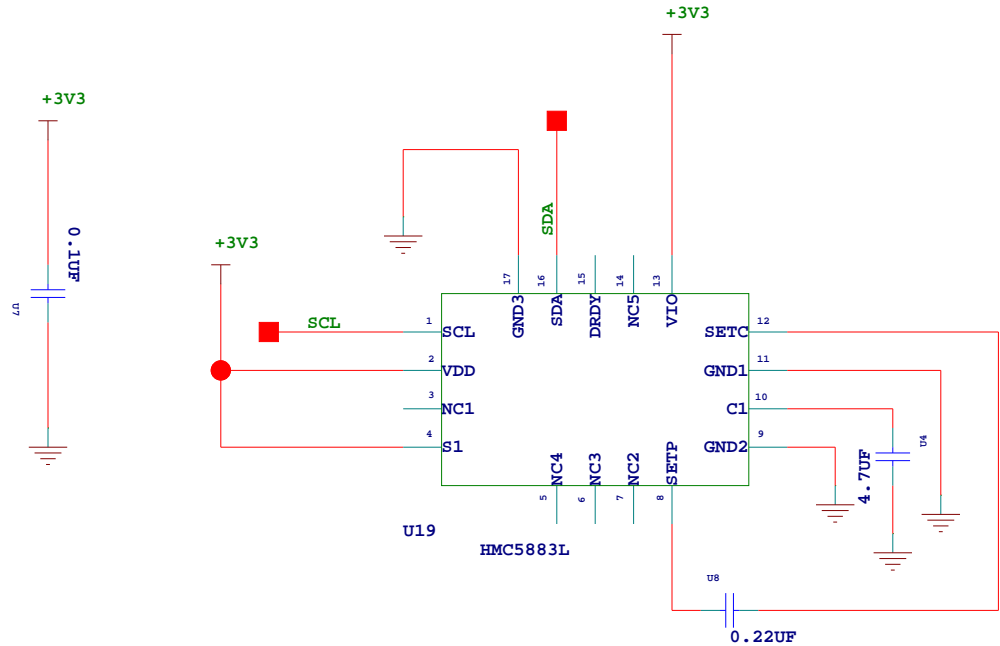 +3V3
+3V3
0.1UF
U7
+3V3
SDA
SCL
17
16
15
14
13
GND3
SDA
DRDY
NC5
VIO
1
SCL
2
VDD
3
NC1
4
S1
12
SETC
11
GND1
10
C1
9
GND2
NC4
NC3
NC2
SETP
5
6
7
8
U4
4.7UF
U19
HMC5883L
U8
0.22UF